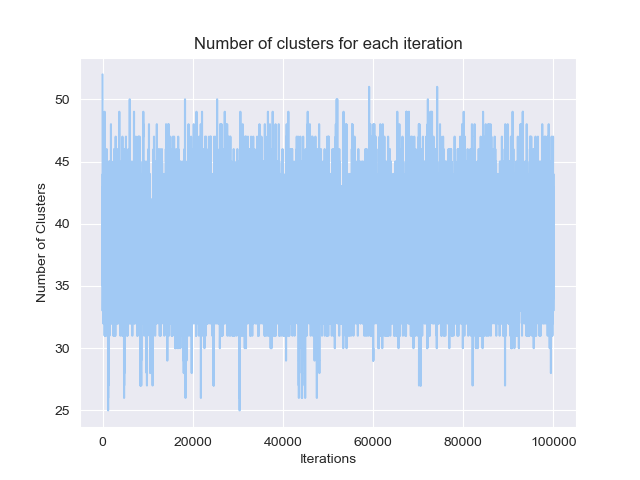 Number of clusters for each iteration
50
45
40
35
30
25
Number of Clusters
0 20000 40000 60000 80000 100000
Iterations